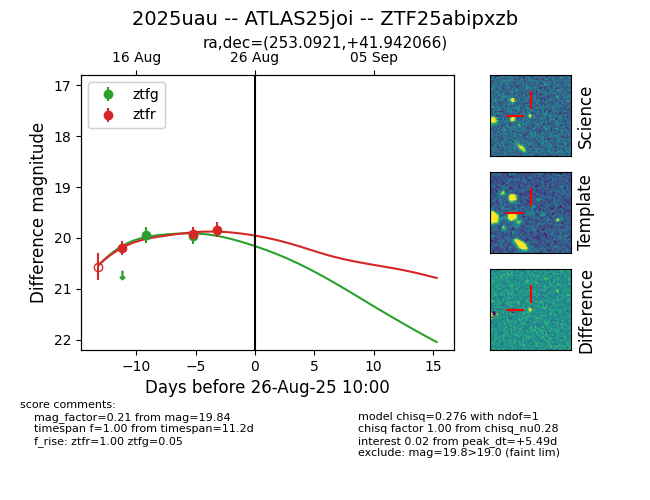 2025uau -- ATLAS25joi -- ZTF25abipxzb
ra,dec=(253.0921,+41.942066)
16 Aug
26 Aug
05 Sep
17
18
19
20
21
22
Difference magnitude
ztfg
ztfr
−10
−5
0
5
10
15
Days before 26-Aug-25 10:00
Science
Template
Difference
score comments:
mag_factor=0.21 from mag=19.84
timespan f=1.00 from timespan=11.2d
f_rise: ztfr=1.00 ztfg=0.05
model chisq=0.276 with ndof=1
chisq factor 1.00 from chisq_nu0.28
interest 0.02 from peak_dt=+5.49d
exclude: mag=19.8>19.0 (faint lim)